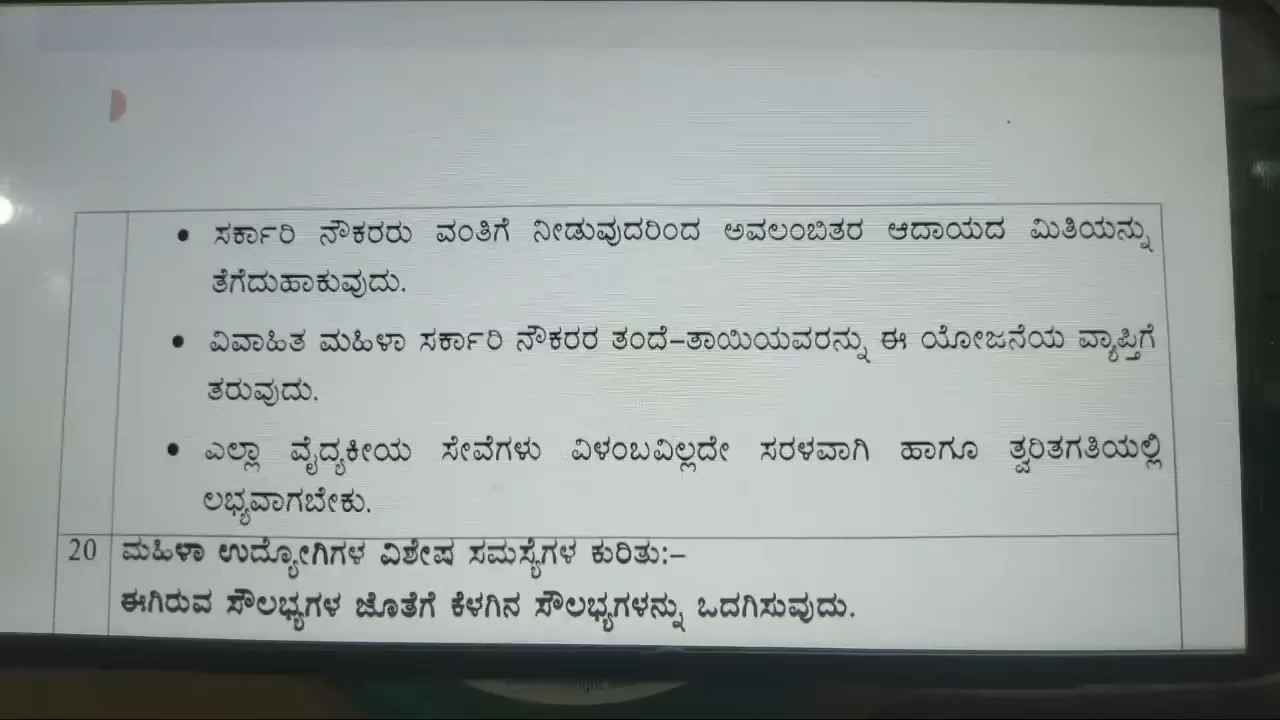 • ಸರ್ಕಾರಿ ನೌಕರರು ವಂತಿಗೆ ನೀಡುವುದರಿಂದ ಅವಲಂಬಿತರ ಆದಾಯದ ಮಿತಿಯನ್ನು
ತೆಗೆದುಹಾಕುವುದು.
• ವಿವಾಹಿತ ಮಹಿಳಾ ಸರ್ಕಾರಿ ನೌಕರರ ತಂದೆ–ತಾಯಿಯವರನ್ನು ಈ ಯೋಜನೆಯ ವ್ಯಾಪ್ತಿಗೆ
ತರುವುದು.
• ಎಲ್ಲಾ ವೈದ್ಯಕೀಯ ಸೇವೆಗಳು ವಿಳಂಬವಿಲ್ಲದೇ ಸರಳವಾಗಿ ಹಾಗೂ ತ್ವರಿತಗತಿಯಲ್ಲಿ
ಲಭ್ಯವಾಗಬೇಕು.
20 ಮಹಿಳಾ ಉದ್ಯೋಗಿಗಳ ವಿಶೇಷ ಸಮಸ್ಯೆಗಳ ಕುರಿತು:–
ಈಗಿರುವ ಸೌಲಭ್ಯಗಳ ಜೊತೆಗೆ ಕೆಳಗಿನ ಸೌಲಭ್ಯಗಳನ್ನು ಒದಗಿಸುವುದು.